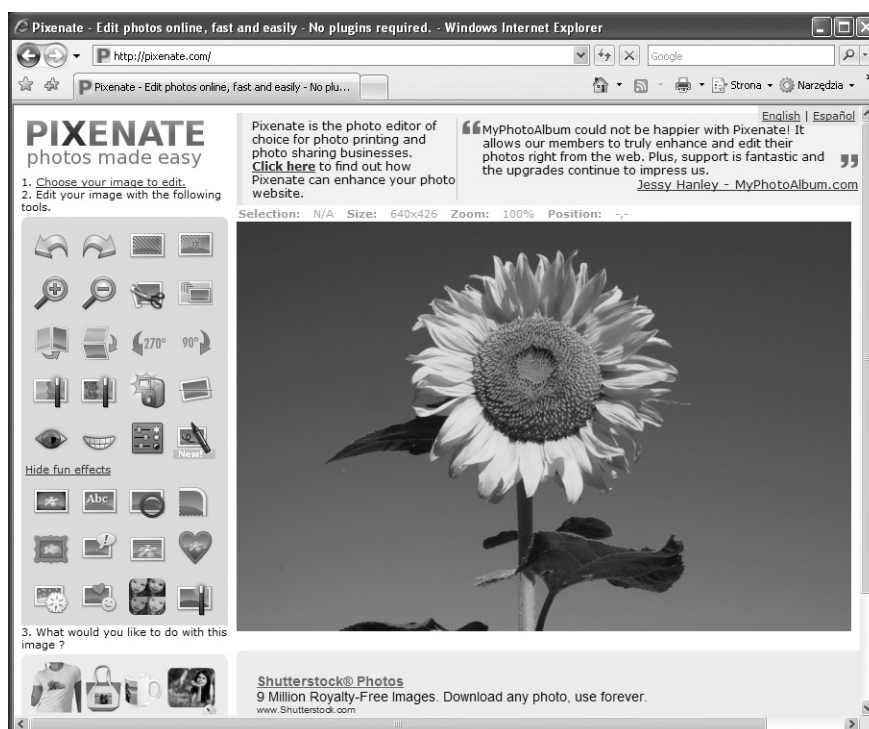 Pixenate - Edit photos online, fast and easily - No plugins required. - Windows Internet Explorer
http://pixenate.com/
Google
Pixenate - Edit photos online, fast and easily - No plu...
Strona
Narzędzia
English | Español
PIXENATE
photos made easy
1. Choose your image to edit.
2. Edit your image with the following
tools.
Pixenate is the photo editor of
choice for photo printing and
photo sharing businesses.
Click here to find out how
Pixenate can enhance your photo
website.
MyPhotoAlbum could not be happier with Pixenate! It
allows our members to truly enhance and edit their
photos right from the web. Plus, support is fantastic and
the upgrades continue to impress us.
Jessy Hanley - MyPhotoAlbum.com
Selection: N/A Size: 640x426 Zoom: 100% Position: -,-
270° 90°
New!
Hide fun effects
Abc
3. What would you like to do with this
image ?
Shutterstock® Photos
9 Million Royalty-Free Images. Download any photo, use forever.
www.Shutterstock.com